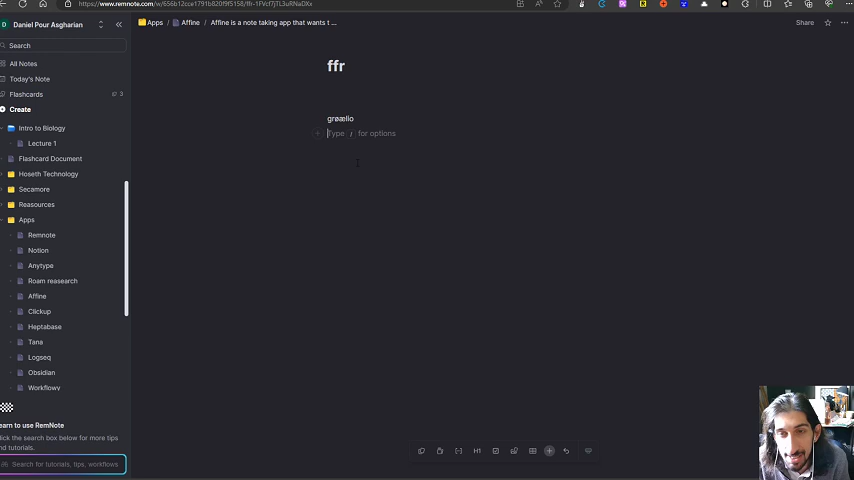 https://www.remnote.com/w/656b12cce1791b820f9f5158/ffr-1FVcf7jTL3uRNaDXx
D Daniel Pour Asgharian
Apps / Affine / Affine is a note taking app that wants t ...
Share
Search
ffr
All Notes
Today's Note
Flashcards 3
Create
grøællo
Type / for options
Intro to Biology
Lecture 1
Flashcard Document
Hoseth Technology
Secamore
Reasources
Apps
Remnote
Notion
Anytype
Roam reasearch
Affine
Clickup
Heptabase
Tana
Logseq
Obsidian
Workflowy
earn to use RemNote
lick the search box below for more tips
nd tutorials.
Search for tutorials, tips, workflows
H1